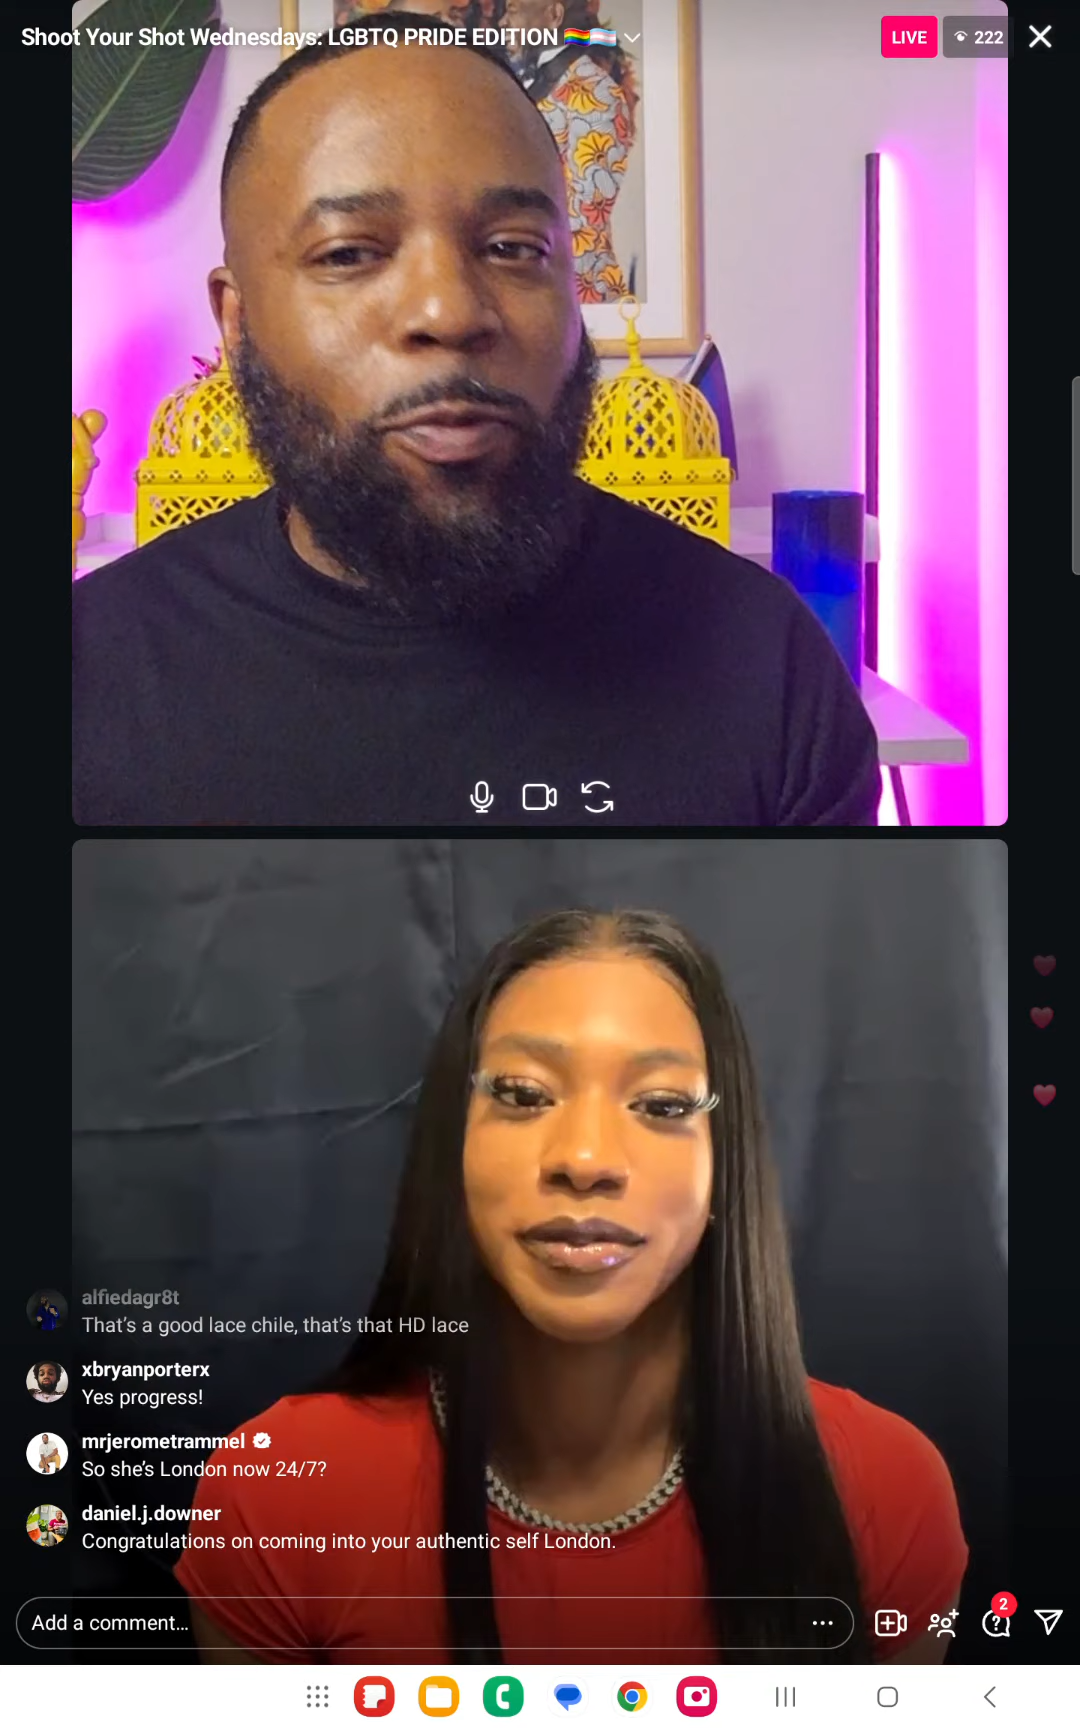 Shoot Your Shot Wednesdays: LGBTQ PRIDE EDITION 🏳️‍🌈🏳️‍⚧️
LIVE
222
alfiedagr8t
That's a good lace chile, that's that HD lace
xbryanporterx
Yes progress!
mrjerometrammel
So she's London now 24/7?
daniel.j.downer
Congratulations on coming into your authentic self London.
Add a comment...
2